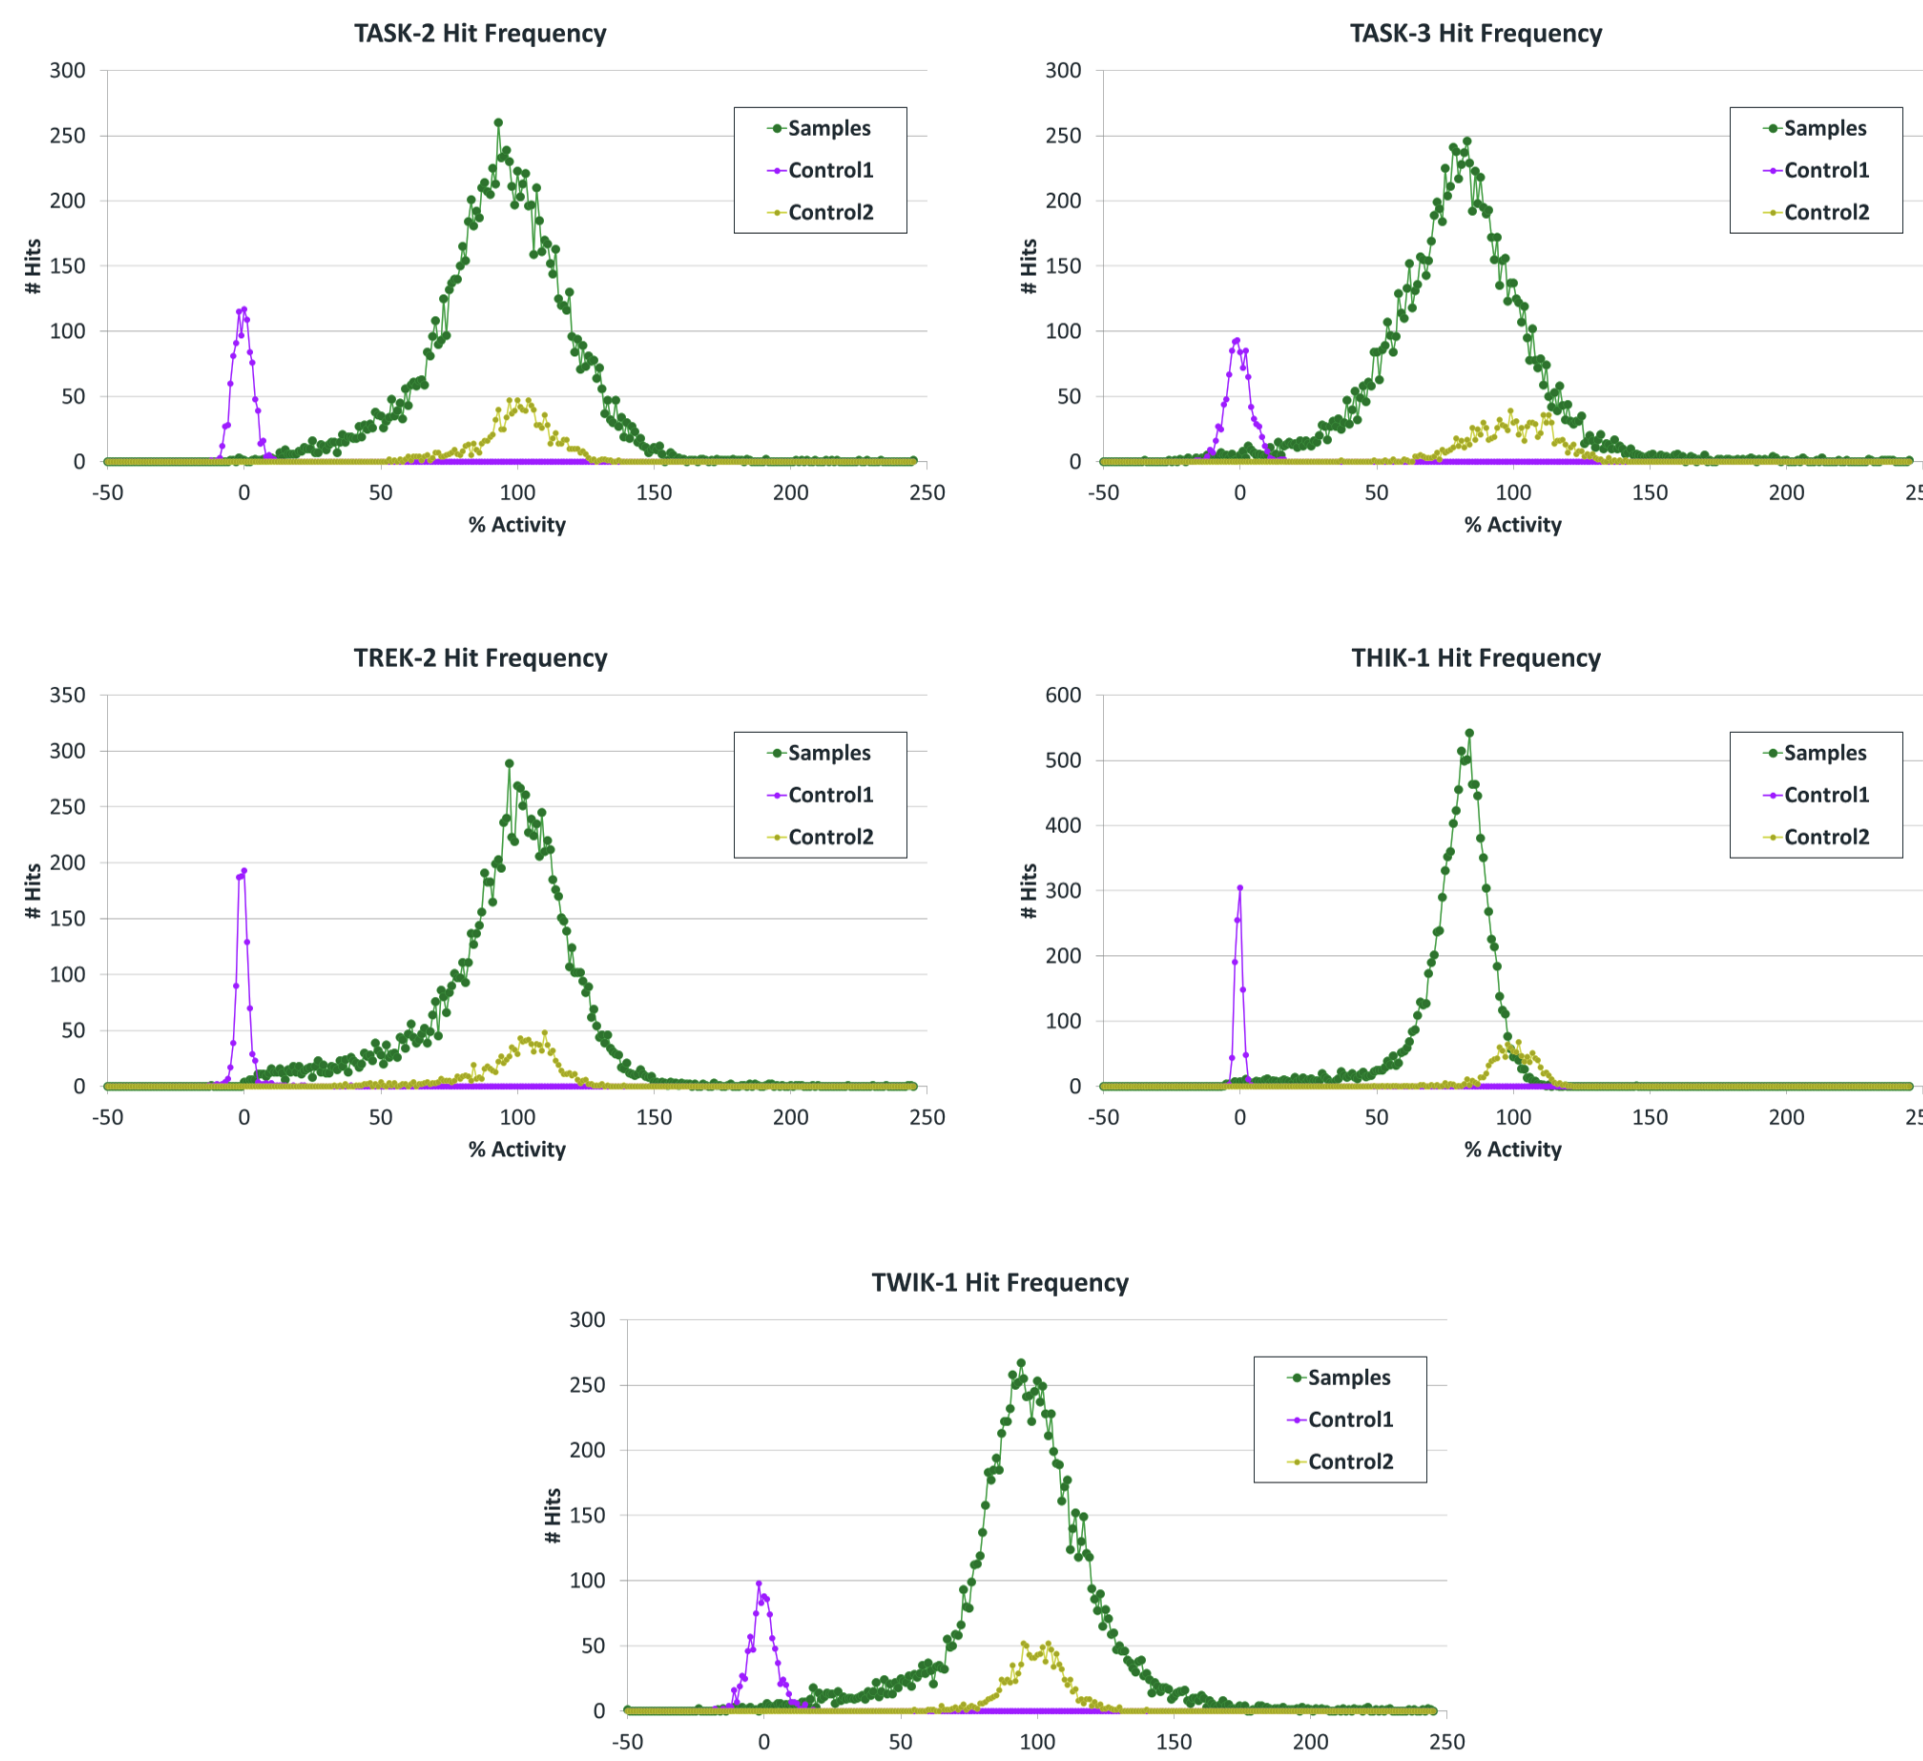 TASK-2 Hit Frequency
300
250
200
150
100
50
0
# Hits
-50 0 50 100 150 200 250
% Activity
Samples
Control1
Control2
TASK-3 Hit Frequency
300
250
200
150
100
50
0
# Hits
-50 0 50 100 150 200 25
% Activity
Samples
Control1
Control2
TREK-2 Hit Frequency
350
300
250
200
150
100
50
0
# Hits
-50 0 50 100 150 200 250
% Activity
Samples
Control1
Control2
THIK-1 Hit Frequency
600
500
400
300
200
100
0
# Hits
-50 0 50 100 150 200 25
% Activity
Samples
Control1
Control2
TWIK-1 Hit Frequency
300
250
200
150
100
50
0
# Hits
-50 0 50 100 150 200 250
Samples
Control1
Control2